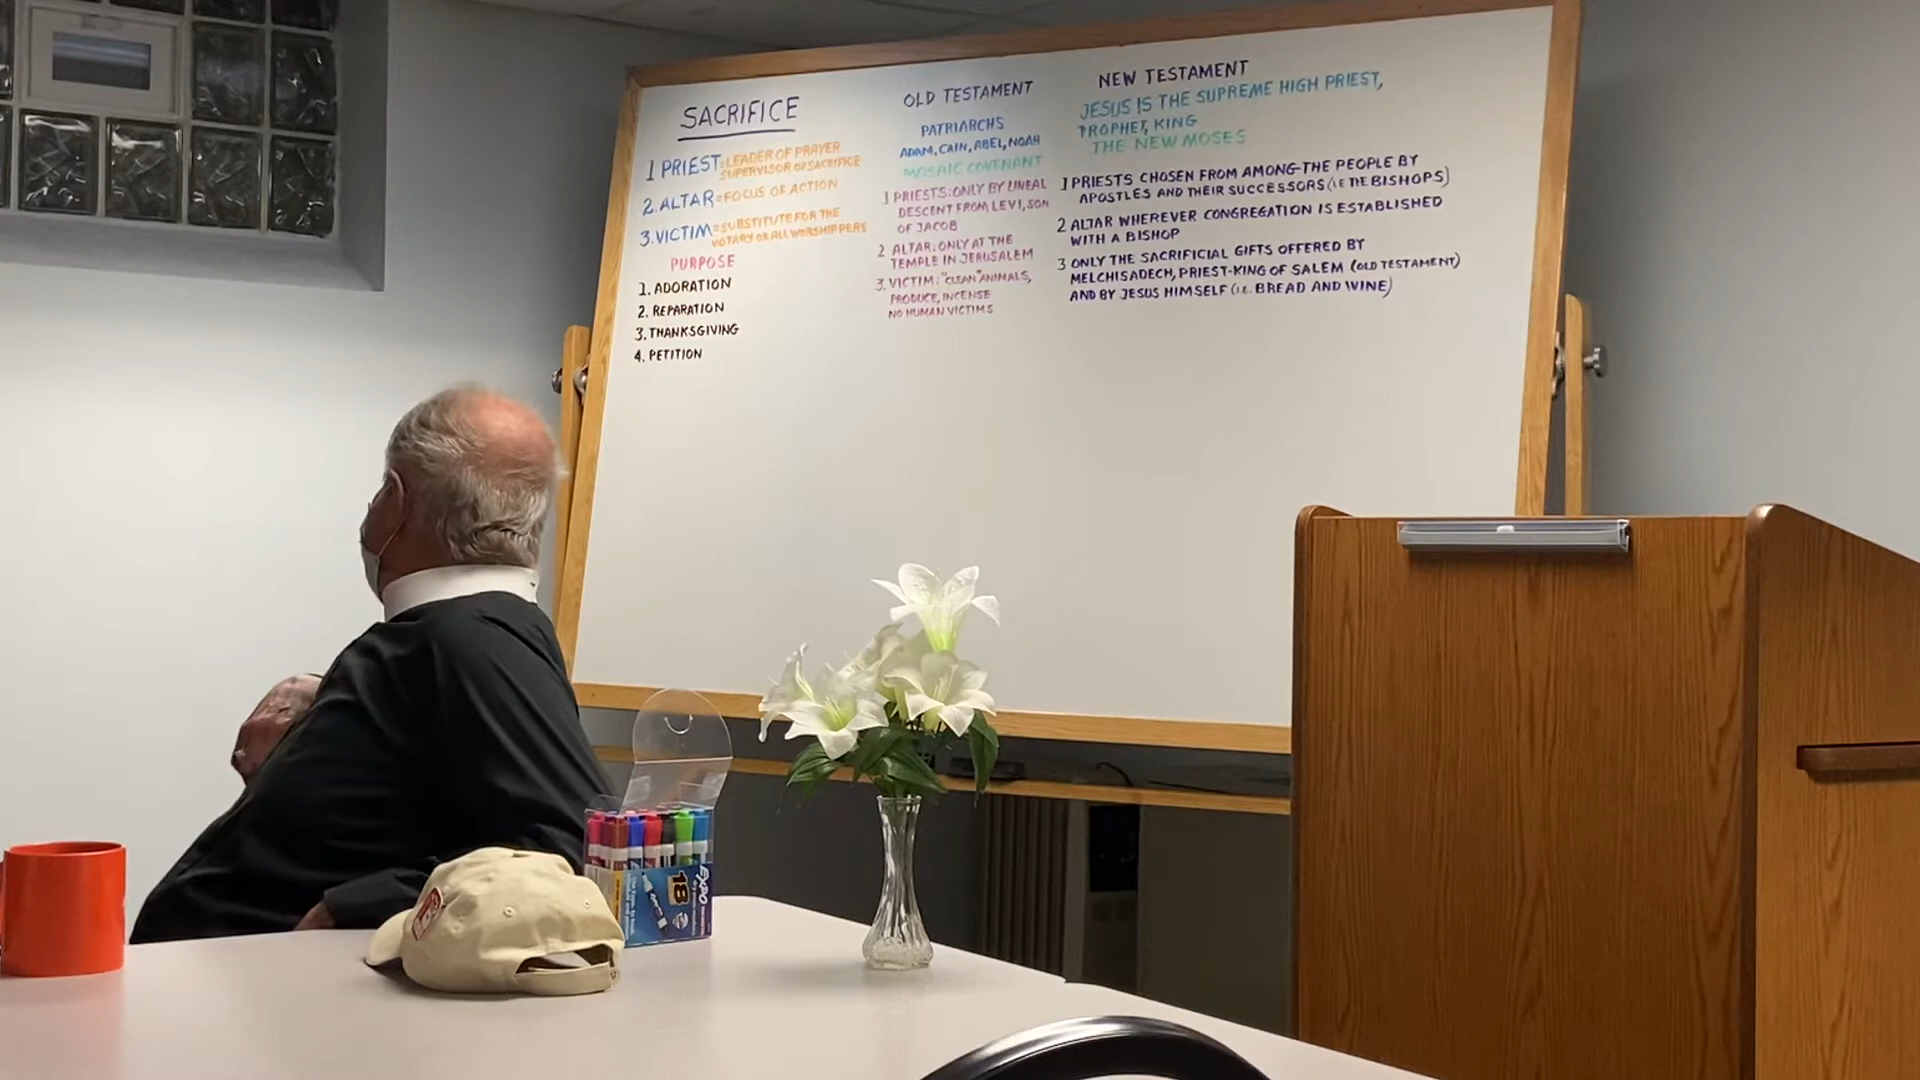 SACRIFICE
1 PRIEST=LEADER OF PRAYER
SUPERVISOR OF SACRIFICE
2. ALTAR=FOCUS OF ACTION
3. VICTIM=SUBSTITUTE FOR THE
VOTARY OR ALL WORSHIPPERS
PURPOSE
1. ADORATION
2. REPARATION
3. THANKSGIVING
4. PETITION
OLD TESTAMENT
PATRIARCHS
ADAM, CAIN, ABEL, NOAH
MOSAIC COVENANT
1 PRIESTS: ONLY BY LINEAL
DESCENT FROM LEVI, SON
OF JACOB
2 ALTAR: ONLY AT THE
TEMPLE IN JERUSALEM
3. VICTIM: "CLEAN" ANIMALS,
PRODUCE, INCENSE
NO HUMAN VICTIMS
NEW TESTAMENT
JESUS IS THE SUPREME HIGH PRIEST,
PROPHET, KING
THE NEW MOSES
1 PRIESTS CHOSEN FROM AMONG THE PEOPLE BY
APOSTLES AND THEIR SUCCESSORS (I.E THE BISHOPS)
2 ALTAR WHEREVER CONGREGATION IS ESTABLISHED
WITH A BISHOP
3 ONLY THE SACRIFICIAL GIFTS OFFERED BY
MELCHISADECH, PRIEST-KING OF SALEM (OLD TESTAMENT)
AND BY JESUS HIMSELF (I.E. BREAD AND WINE)
EXPO
18